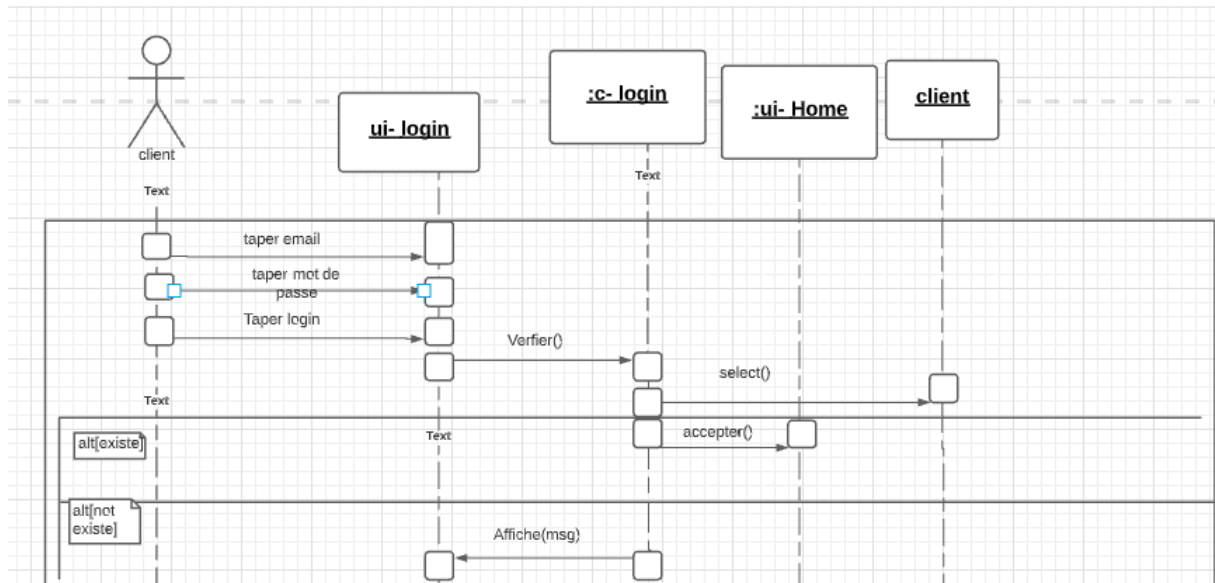 :c- login
client
:ui- Home
ui- login
client
Text
Text
taper email
taper mot de
passe
Taper login
Verfier()
select()
Text
Text
accepter()
alt[existe]
alt[not
existe]
Affiche(msg)